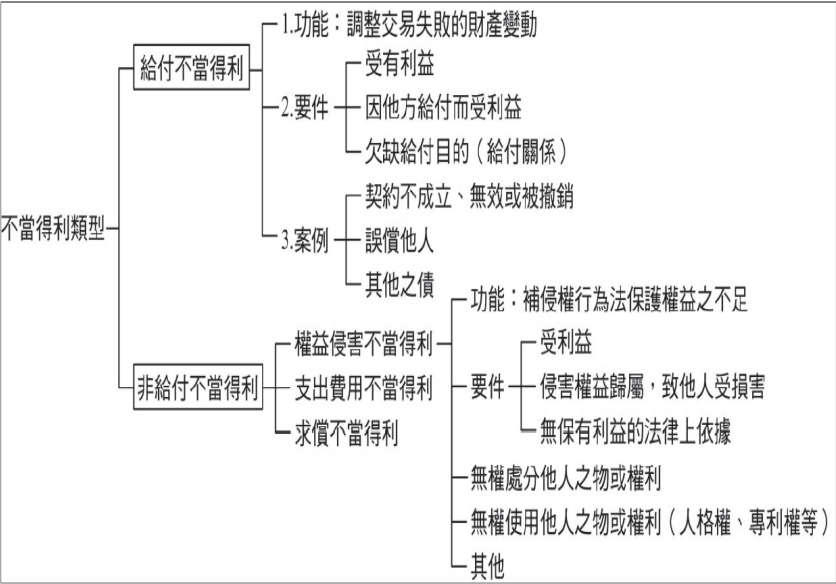 不當得利類型
給付不當得利
1.功能：調整交易失敗的財產變動
2.要件
受有利益
因他方給付而受利益
欠缺給付目的（給付關係）
3.案例
契約不成立、無效或被撤銷
誤償他人
其他之債
非給付不當得利
權益侵害不當得利
功能：補侵權行為法保護權益之不足
要件
受利益
侵害權益歸屬，致他人受損害
無保有利益的法律上依據
無權處分他人之物或權利
無權使用他人之物或權利（人格權、專利權等）
其他
支出費用不當得利
求償不當得利